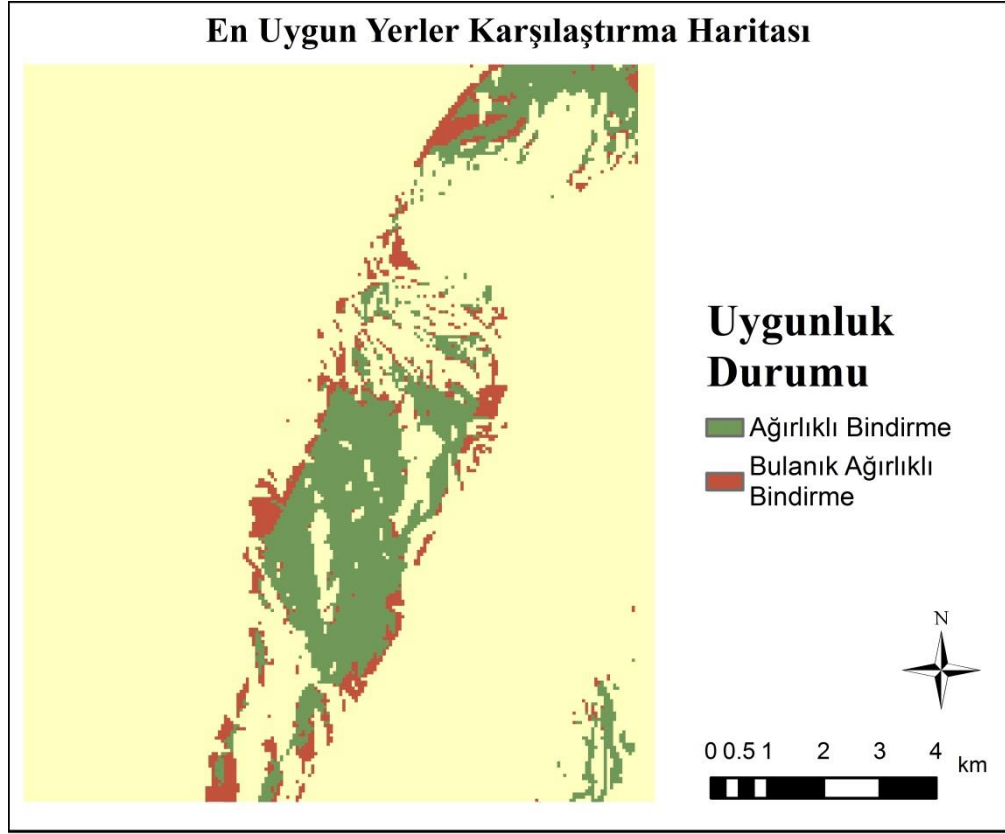 En Uygun Yerler Karşılaştırma Haritası
Uygunluk
Durumu
Ağırlıklı Bindirme
Bulanık Ağırlıklı
Bindirme
N
0 0.5 1 2 3 4
km